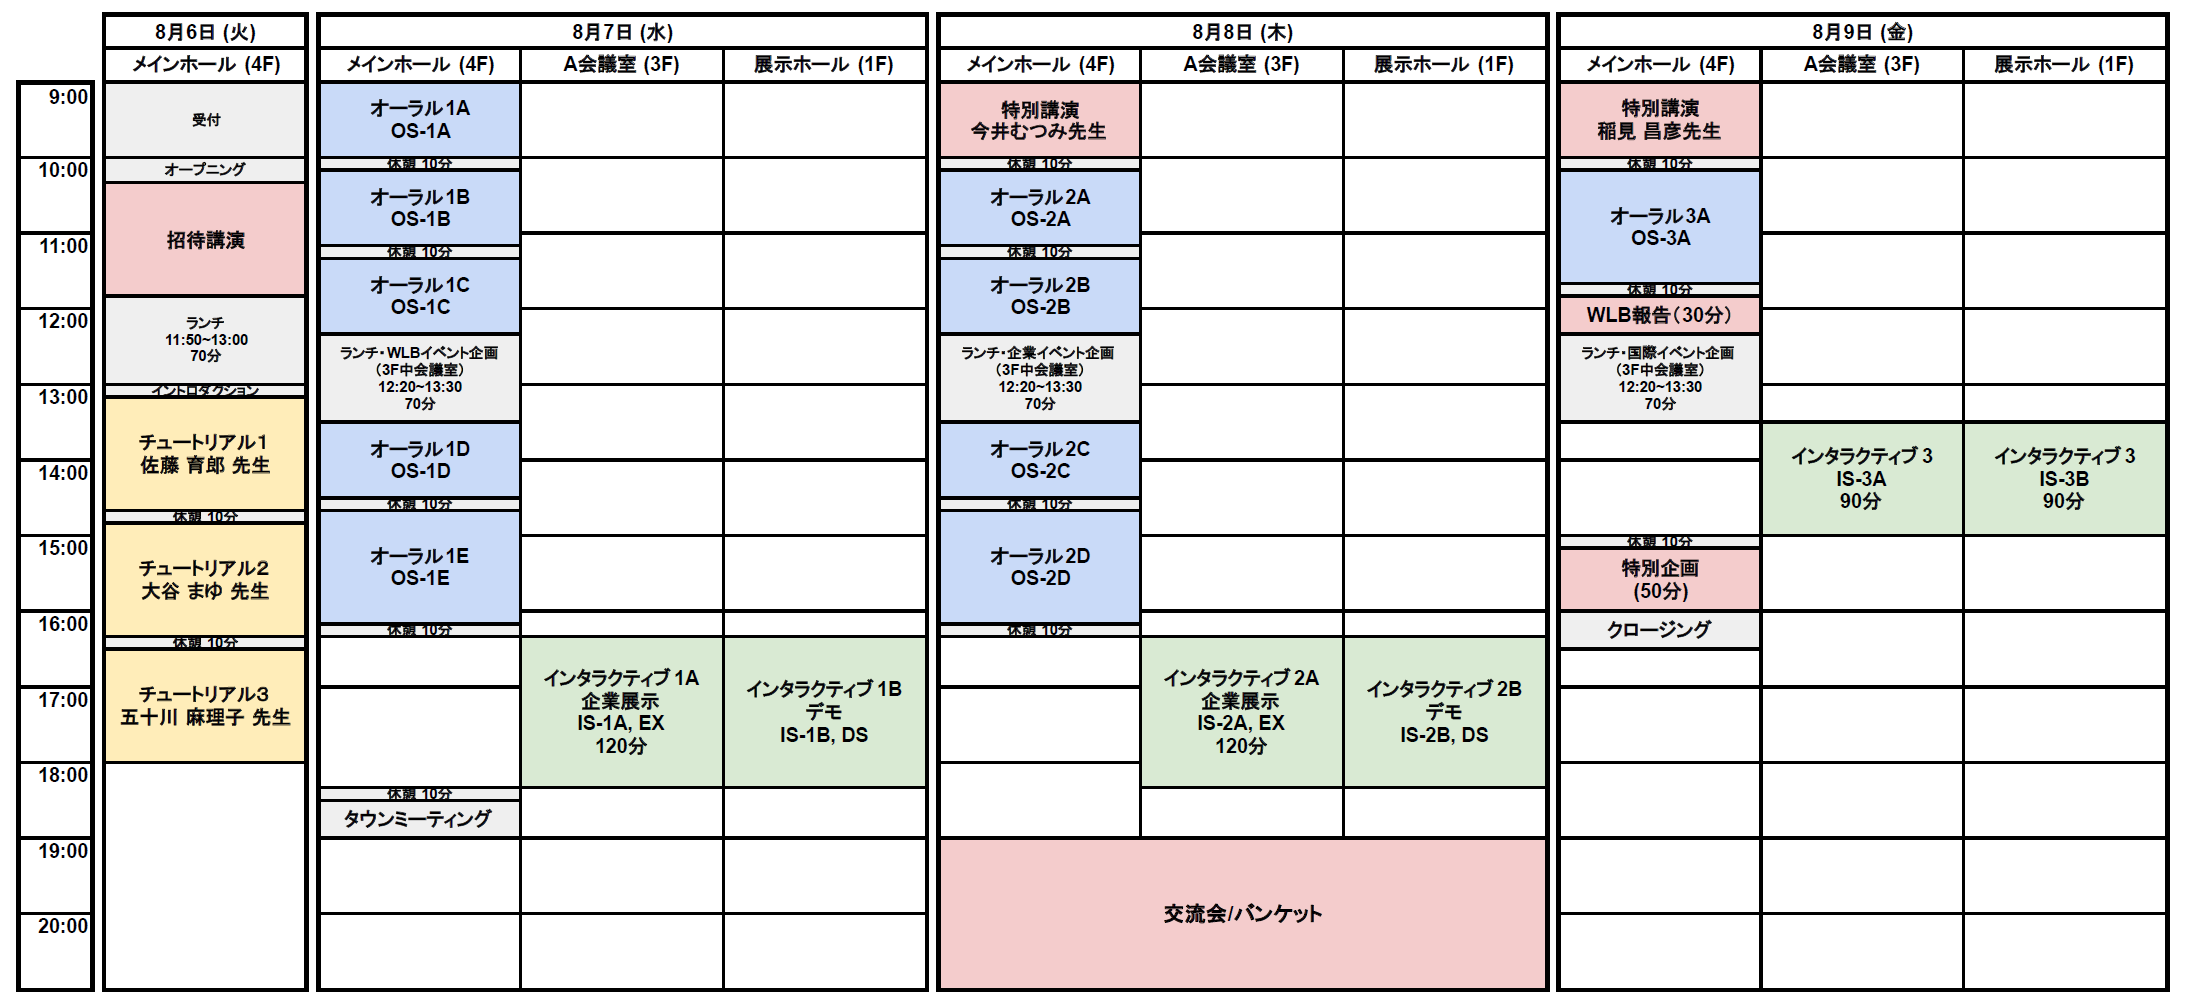 8月6日 (火)
メインホール (4F)
受付
オープニング
招待講演
ランチ
11:50~13:00
70分
イントロダクション
チュートリアル１
佐藤 育郎 先生
休憩 10分
チュートリアル２
大谷 まゆ 先生
休憩 10分
チュートリアル３
五十川 麻理子 先生
9:00
10:00
11:00
12:00
13:00
14:00
15:00
16:00
17:00
18:00
19:00
20:00
8月7日 (水)
メインホール (4F)
A会議室 (3F)
展示ホール (1F)
オーラル1A
OS-1A
休憩 10分
オーラル1B
OS-1B
休憩 10分
オーラル1C
OS-1C
ランチ・WLBイベント企画
（3F中会議室）
12:20~13:30
70分
オーラル1D
OS-1D
休憩 10分
オーラル1E
OS-1E
休憩 10分
インタラクティブ 1A
企業展示
IS-1A, EX
120分
インタラクティブ 1B
デモ
IS-1B, DS
休憩 10分
タウンミーティング
8月8日 (木)
メインホール (4F)
A会議室 (3F)
展示ホール (1F)
特別講演
今井むつみ先生
休憩 10分
オーラル2A
OS-2A
休憩 10分
オーラル2B
OS-2B
ランチ・企業イベント企画
（3F中会議室）
12:20~13:30
70分
オーラル2C
OS-2C
休憩 10分
オーラル2D
OS-2D
休憩 10分
インタラクティブ 2A
企業展示
IS-2A, EX
120分
インタラクティブ 2B
デモ
IS-2B, DS
交流会/バンケット
8月9日 (金)
メインホール (4F)
A会議室 (3F)
展示ホール (1F)
特別講演
稲見 昌彦先生
休憩 10分
オーラル3A
OS-3A
休憩 10分
WLB報告（30分）
ランチ・国際イベント企画
（3F中会議室）
12:20~13:30
70分
インタラクティブ 3
IS-3A
90分
インタラクティブ 3
IS-3B
90分
休憩 10分
特別企画
(50分)
クロージング